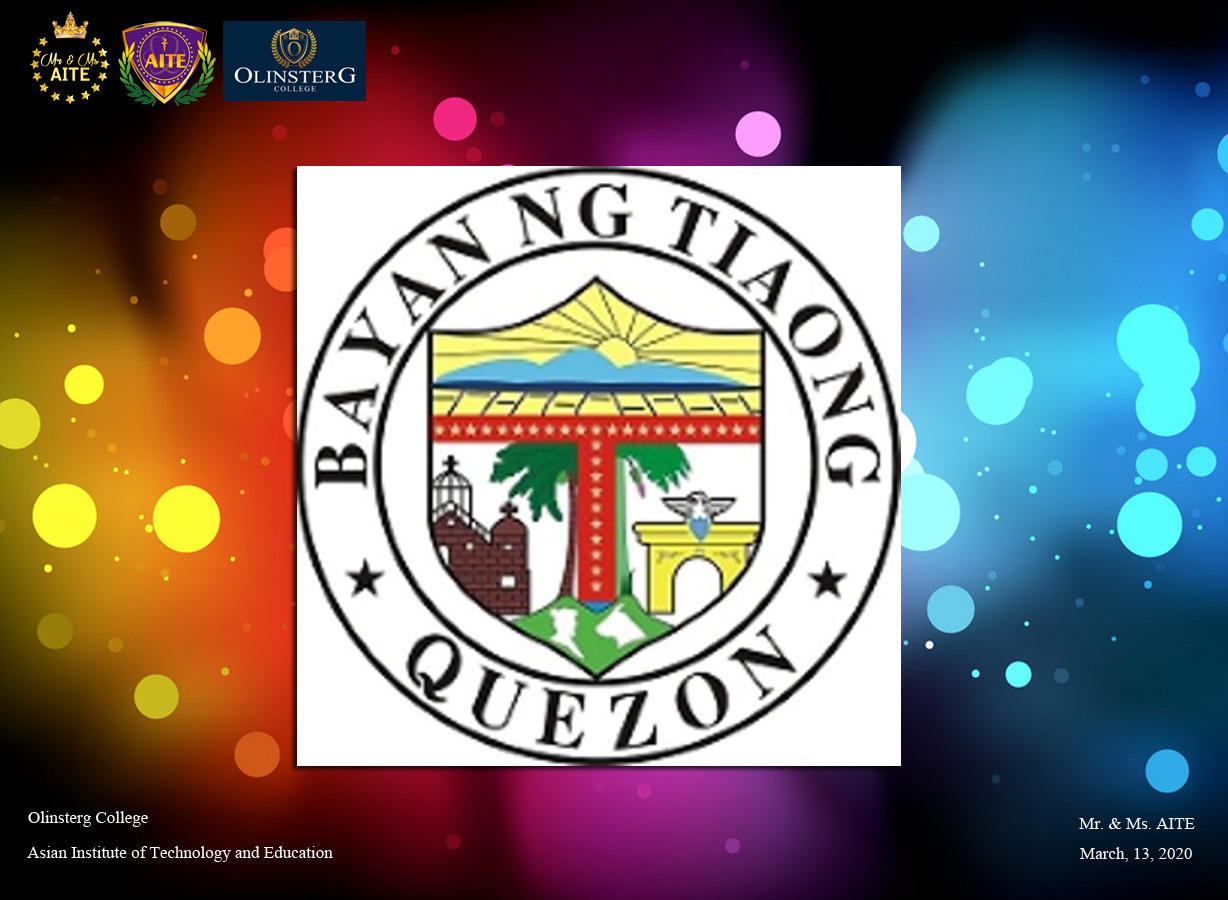 Mr & Ms
AITE
AITE
OLINSTERG
COLLEGE
BAYAN NG TIAONG
QUEZON
Olinsterg College
Asian Institute of Technology and Education
Mr. & Ms. AITE
March, 13, 2020